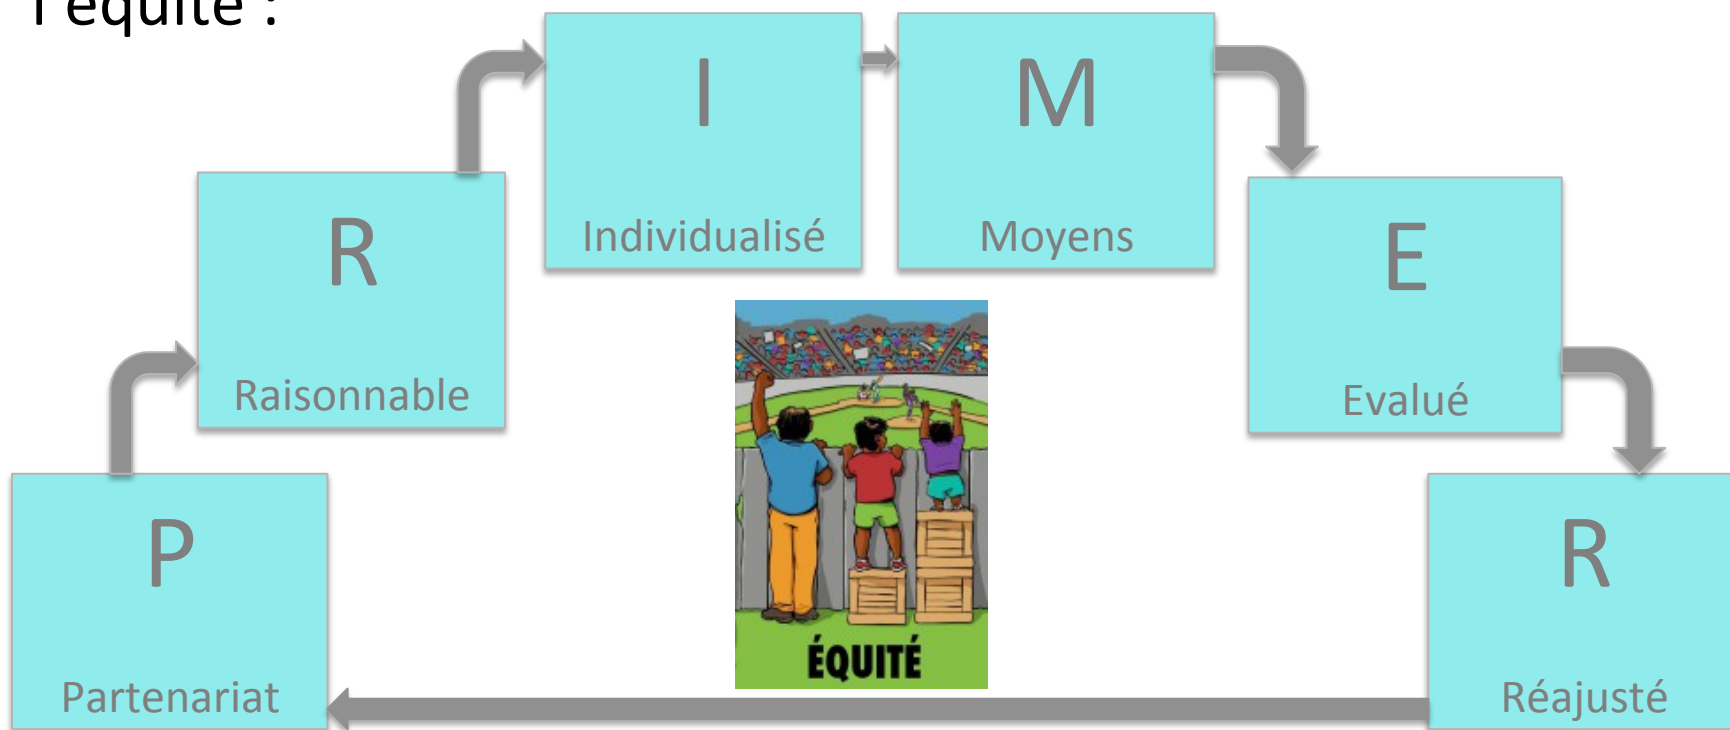 l'équité :
I
Individualisé
M
Moyens
R
Raisonnable
E
Evalué
P
Partenariat
R
Réajusté
ÉQUITÉ